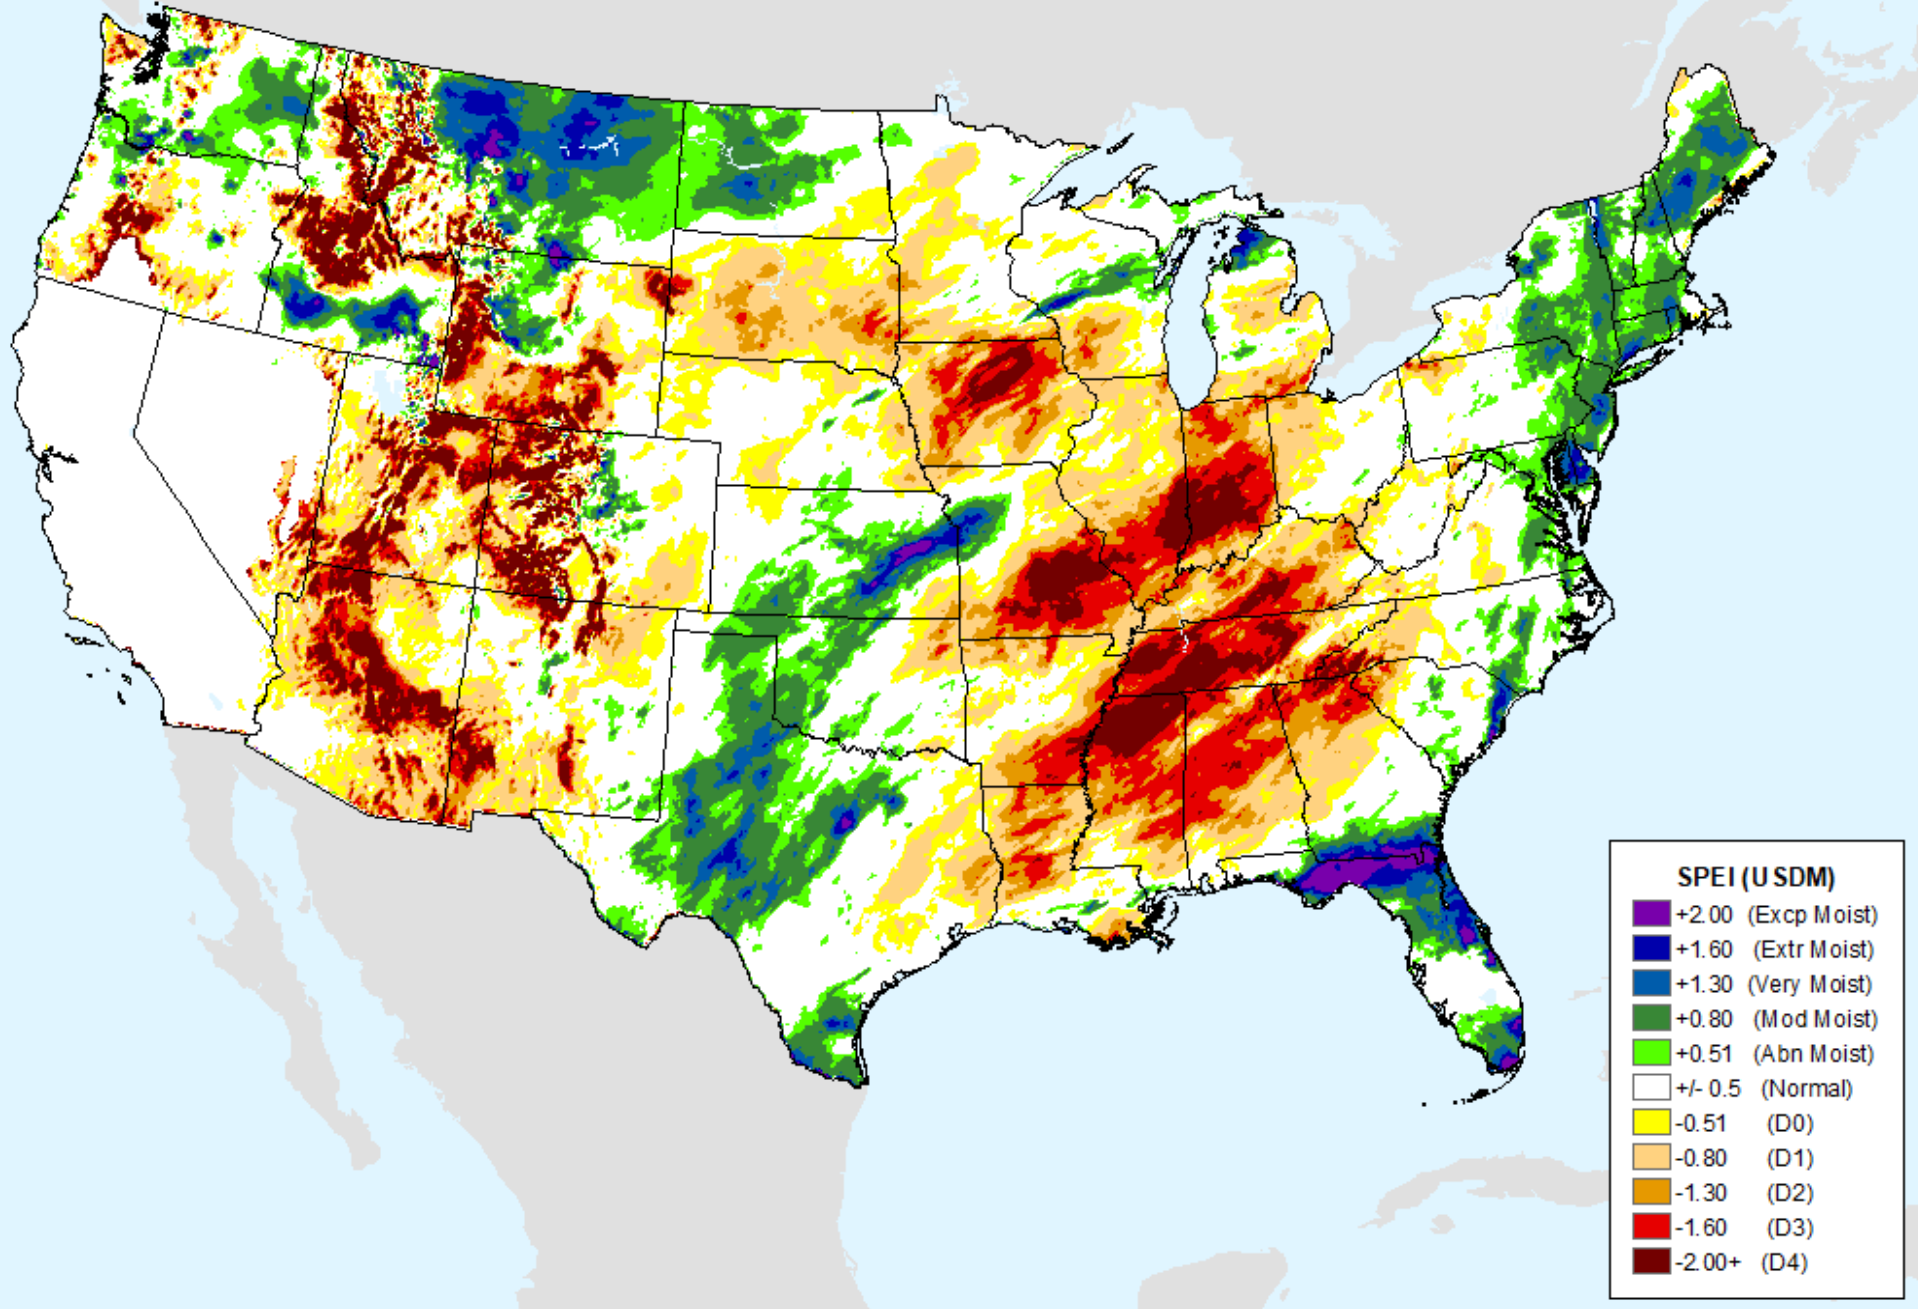 SPEI (USDM)
+2.00 (Excp Moist)
+1.60 (Extr Moist)
+1.30 (Very Moist)
+0.80 (Mod Moist)
+0.51 (Abn Moist)
+/- 0.5 (Normal)
-0.51 (D0)
-0.80 (D1)
-1.30 (D2)
-1.60 (D3)
-2.00+ (D4)